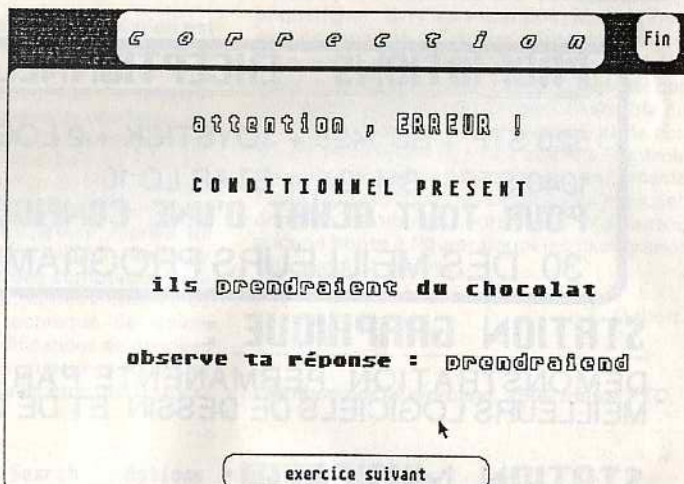 correction
Fin
attention , ERREUR !
CONDITIONNEL PRESENT
ils prendraient du chocolat
observe ta réponse : prendraiend
exercice suivant